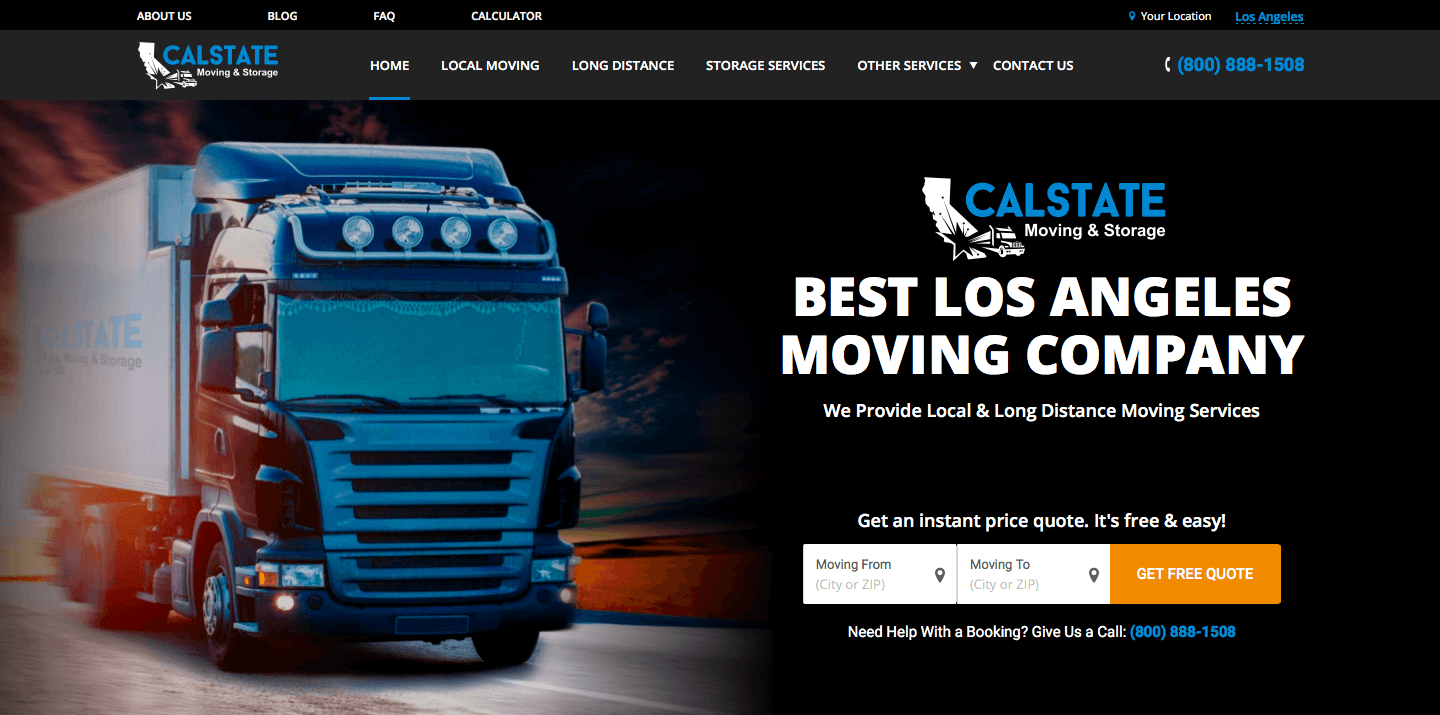 ABOUT US BLOG FAQ CALCULATOR Your Location Los Angeles
CALSTATE
Moving & Storage
HOME LOCAL MOVING LONG DISTANCE STORAGE SERVICES OTHER SERVICES ▼ CONTACT US (800) 888-1508
CALSTATE
Moving & Storage
BEST LOS ANGELES
MOVING COMPANY
We Provide Local & Long Distance Moving Services
CALSTATE
Moving & Storage
Get an instant price quote. It's free & easy!
Moving From
(City or ZIP)
Moving To
(City or ZIP)
GET FREE QUOTE
Need Help With a Booking? Give Us a Call: (800) 888-1508